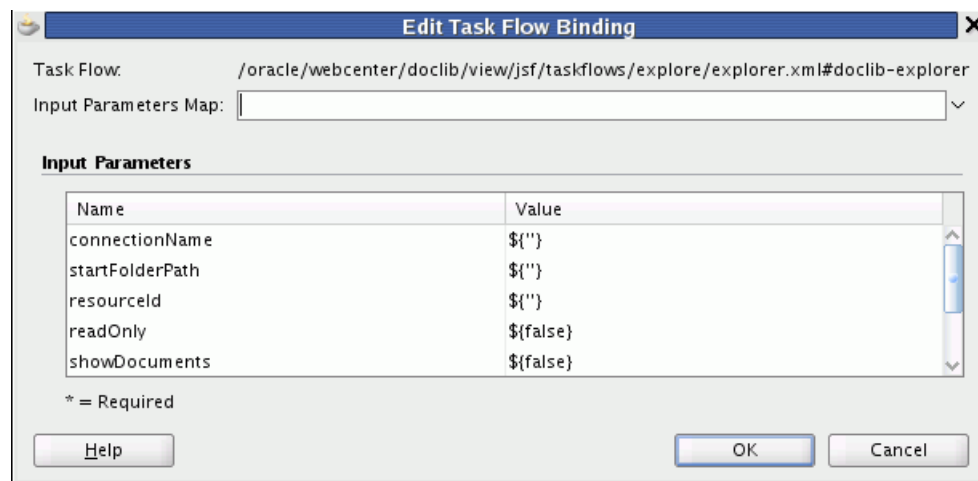 Edit Task Flow Binding
Task Flow: /oracle/webcenter/doclib/view/jsf/taskflows/explore/explorer.xml#doclib-explorer
Input Parameters Map:
Input Parameters
Name Value
connectionName ${''}
startFolderPath ${''}
resourceId ${''}
readOnly ${false}
showDocuments ${false}
* = Required
Help OK Cancel